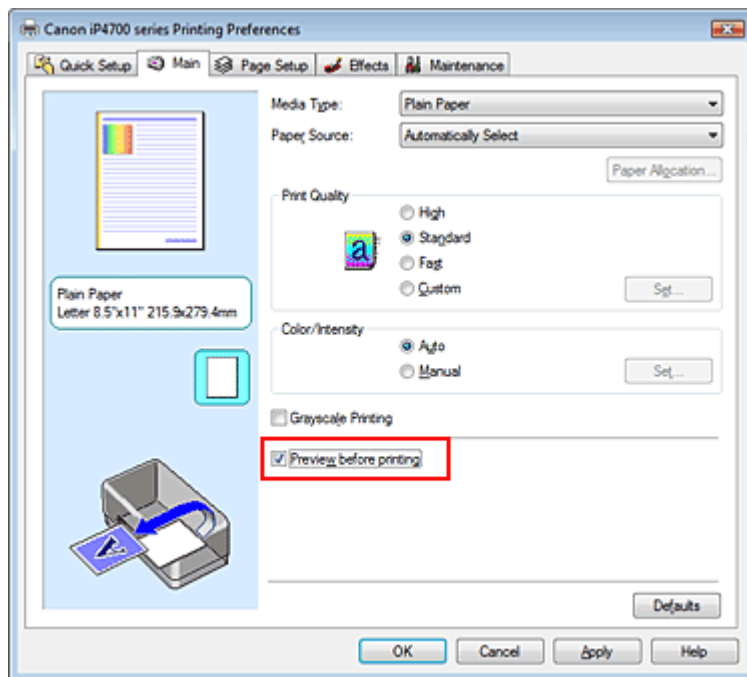 Canon iP4700 series Printing Preferences
Quick Setup Main Page Setup Effects Maintenance
Media Type: Plain Paper
Paper Source: Automatically Select
Paper Allocation...
Print Quality
High
Standard
Fast
Custom Set...
Plain Paper
Letter 8.5"x11" 215.9x279.4mm
Color/Intensity
Auto
Manual Set...
Grayscale Printing
Preview before printing
Defaults
OK Cancel Apply Help